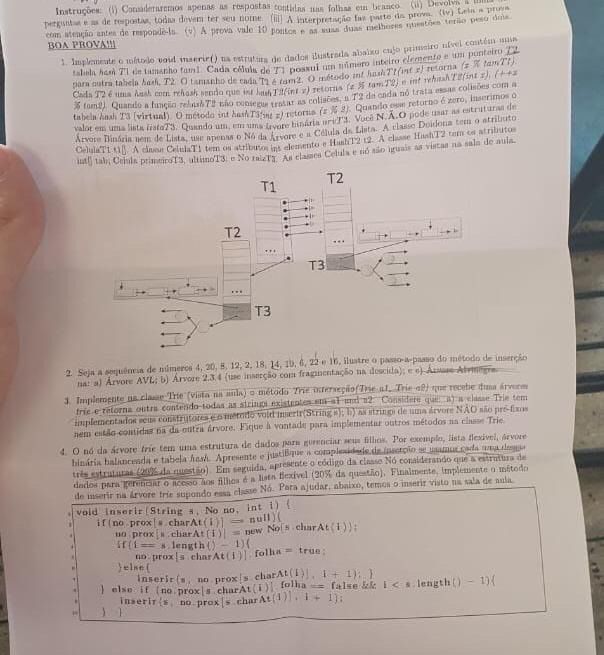 Instruções: (i) Consideraremos apenas as respostas contidas nas folhas em branco. (ii) Devolva a
perguntas e as de respostas, todas devem ter seu nome. (iii) A interpretação faz parte da prova. (iv) Leia a prova
com atenção antes de respondê-la. (v) A prova vale 10 pontos e as suas duas melhores questões terão peso dois.
BOA PROVA!!!
1. Implemente o método void inserir() na estrutura de dados ilustrada abaixo cujo primeiro nível contém uma
tabela hash T1 de tamanho tam1. Cada célula de T1 possui um número inteiro elemento e um ponteiro T2
para outra tabela hash, T2. O tamanho de cada T2 é tam2. O método int hashT1(int x) retorna (x % tamT1).
Cada T2 é uma hash com rehash sendo que int hashT2(int x) retorna (x % tamT2) e int rehashT2(int x), (++x
% tam2). Quando a função rehashT2 não consegue tratar as colisões, a T2 de cada nó trata essas colisões com a
tabela hash T3 (virtual). O método int hashT3(int x) retorna (x % 2). Quando esse retorno é zero, inserimos o
valor em uma lista listaT3. Quando um, em uma árvore binária arvT3. Você N.Ã.O pode usar as estruturas de
Árvore Binária nem de Lista, use apenas o Nó da Árvore e a Célula da Lista. A classe Doidona tem o atributo
CelulaT1 t1[]. A classe CelulaT1 tem os atributos int elemento e HashT2 t2. A classe HashT2 tem os atributos
int[] tab; Celula primeiroT3, ultimoT3; e No raizT3. As classes Celula e nó são iguais as vistas na sala de aula.
T1
T2
T2
T3
T3
2. Seja a sequência de números 4, 20, 8, 12, 2, 18, 14, 10, 6, 22 e 16, ilustre o passo-a-passo do método de inserção
na: a) Árvore AVL; b) Árvore 2.3.4 (use inserção com fragmentação na descida); e c) Árvore Alvinegra.
3. Implemente na classe Trie (vista na aula) o método Trie interseção(Trie a1, Trie a2) que recebe duas árvores
trie e retorna outra contendo todas as strings existentes em a1 and a2. Considere que: a) a classe Trie tem
implementados seus construtores e o método void inserir(String s); b) as strings de uma árvore NÃO são pré-fixos
nem estão contidas na da outra árvore. Fique à vontade para implementar outros métodos na classe Trie.
4. O nó da árvore trie tem uma estrutura de dados para gerenciar seus filhos. Por exemplo, lista flexível, árvore
binária balanceada e tabela hash. Apresente e justifique a complexidade de inserção se usarmos cada uma dessas
três estruturas (20% da questão). Em seguida, apresente o código da classe Nó considerando que a estrutura de
dados para gerenciar o acesso aos filhos é a lista flexível (20% da questão). Finalmente, implemente o método
de inserir na árvore trie supondo essa classe Nó. Para ajudar, abaixo, temos o inserir visto na sala de aula.
void inserir(String s, No no, int i) {
if(no.prox[s.charAt(i)] == null){
no.prox[s.charAt(i)] = new No(s.charAt(i));
if(i == s.length() - 1){
no.prox[s.charAt(i)].folha = true;
}else{
inserir(s, no.prox[s.charAt(i)], i + 1); }
} else if (no.prox[s.charAt(i)].folha == false && i < s.length() - 1){
inserir(s, no.prox[s.charAt(i)], i + 1);
} }